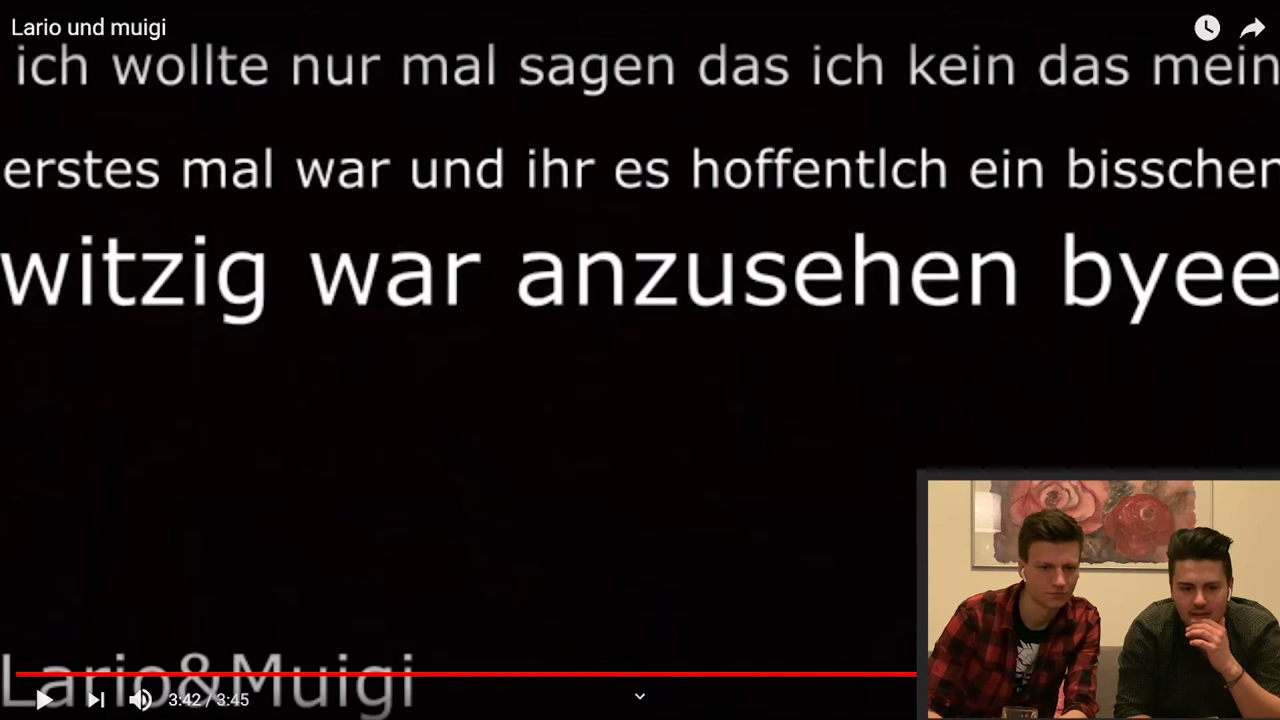 Lario und muigi
ich wollte nur mal sagen das ich kein das mein
erstes mal war und ihr es hoffentlch ein bisschen
witzig war anzusehen byee
Lario&Muigi
3:42 / 3:45